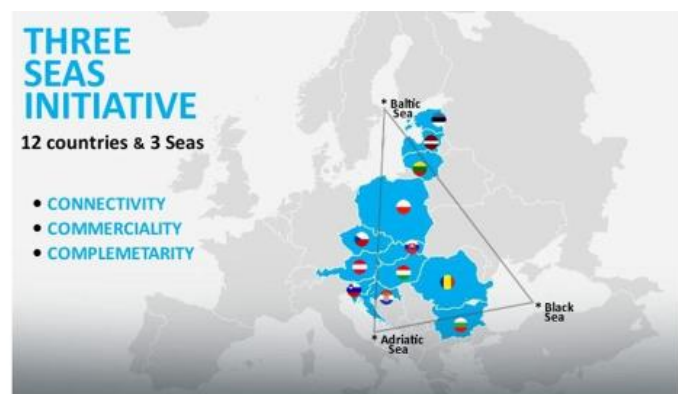 THREE
SEAS
INITIATIVE
12 countries & 3 Seas
• CONNECTIVITY
• COMMERCIALITY
• COMPLEMETARITY
* Baltic
Sea
* Black
Sea
* Adriatic
Sea